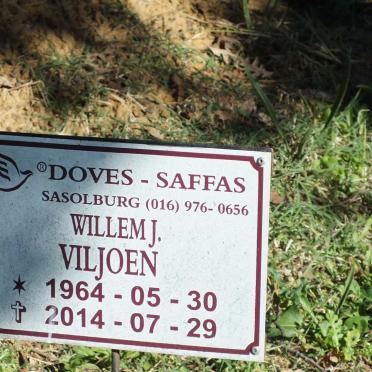 ® DOVES - SAFFAS
SASOLBURG (016) 976- 0656
WILLEM J.
VILJOEN
1964 - 05 - 30
2014 - 07 - 29